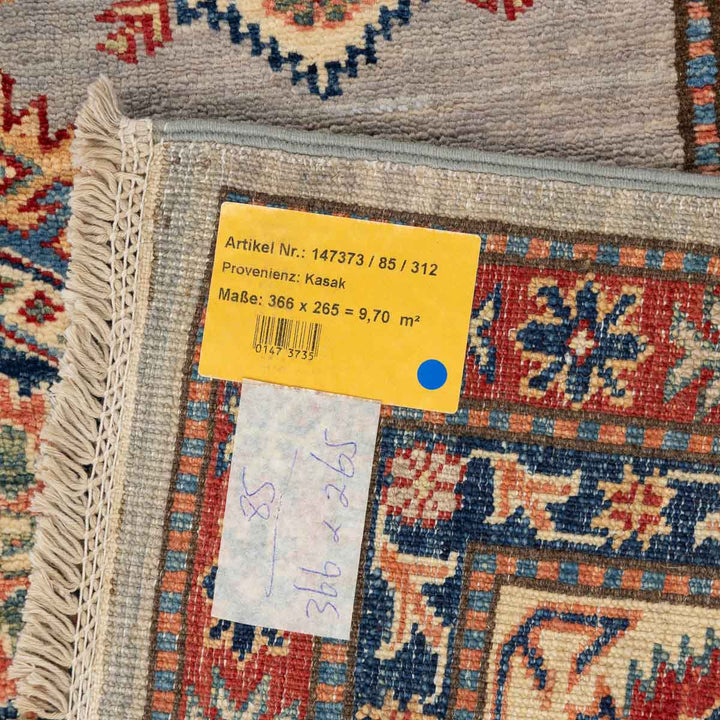 Artikel Nr.: 147373 / 85 / 312
Provenienz: Kasak
Maße: 366 x 265 = 9,70 m²
0147 3735
85
366 x 265